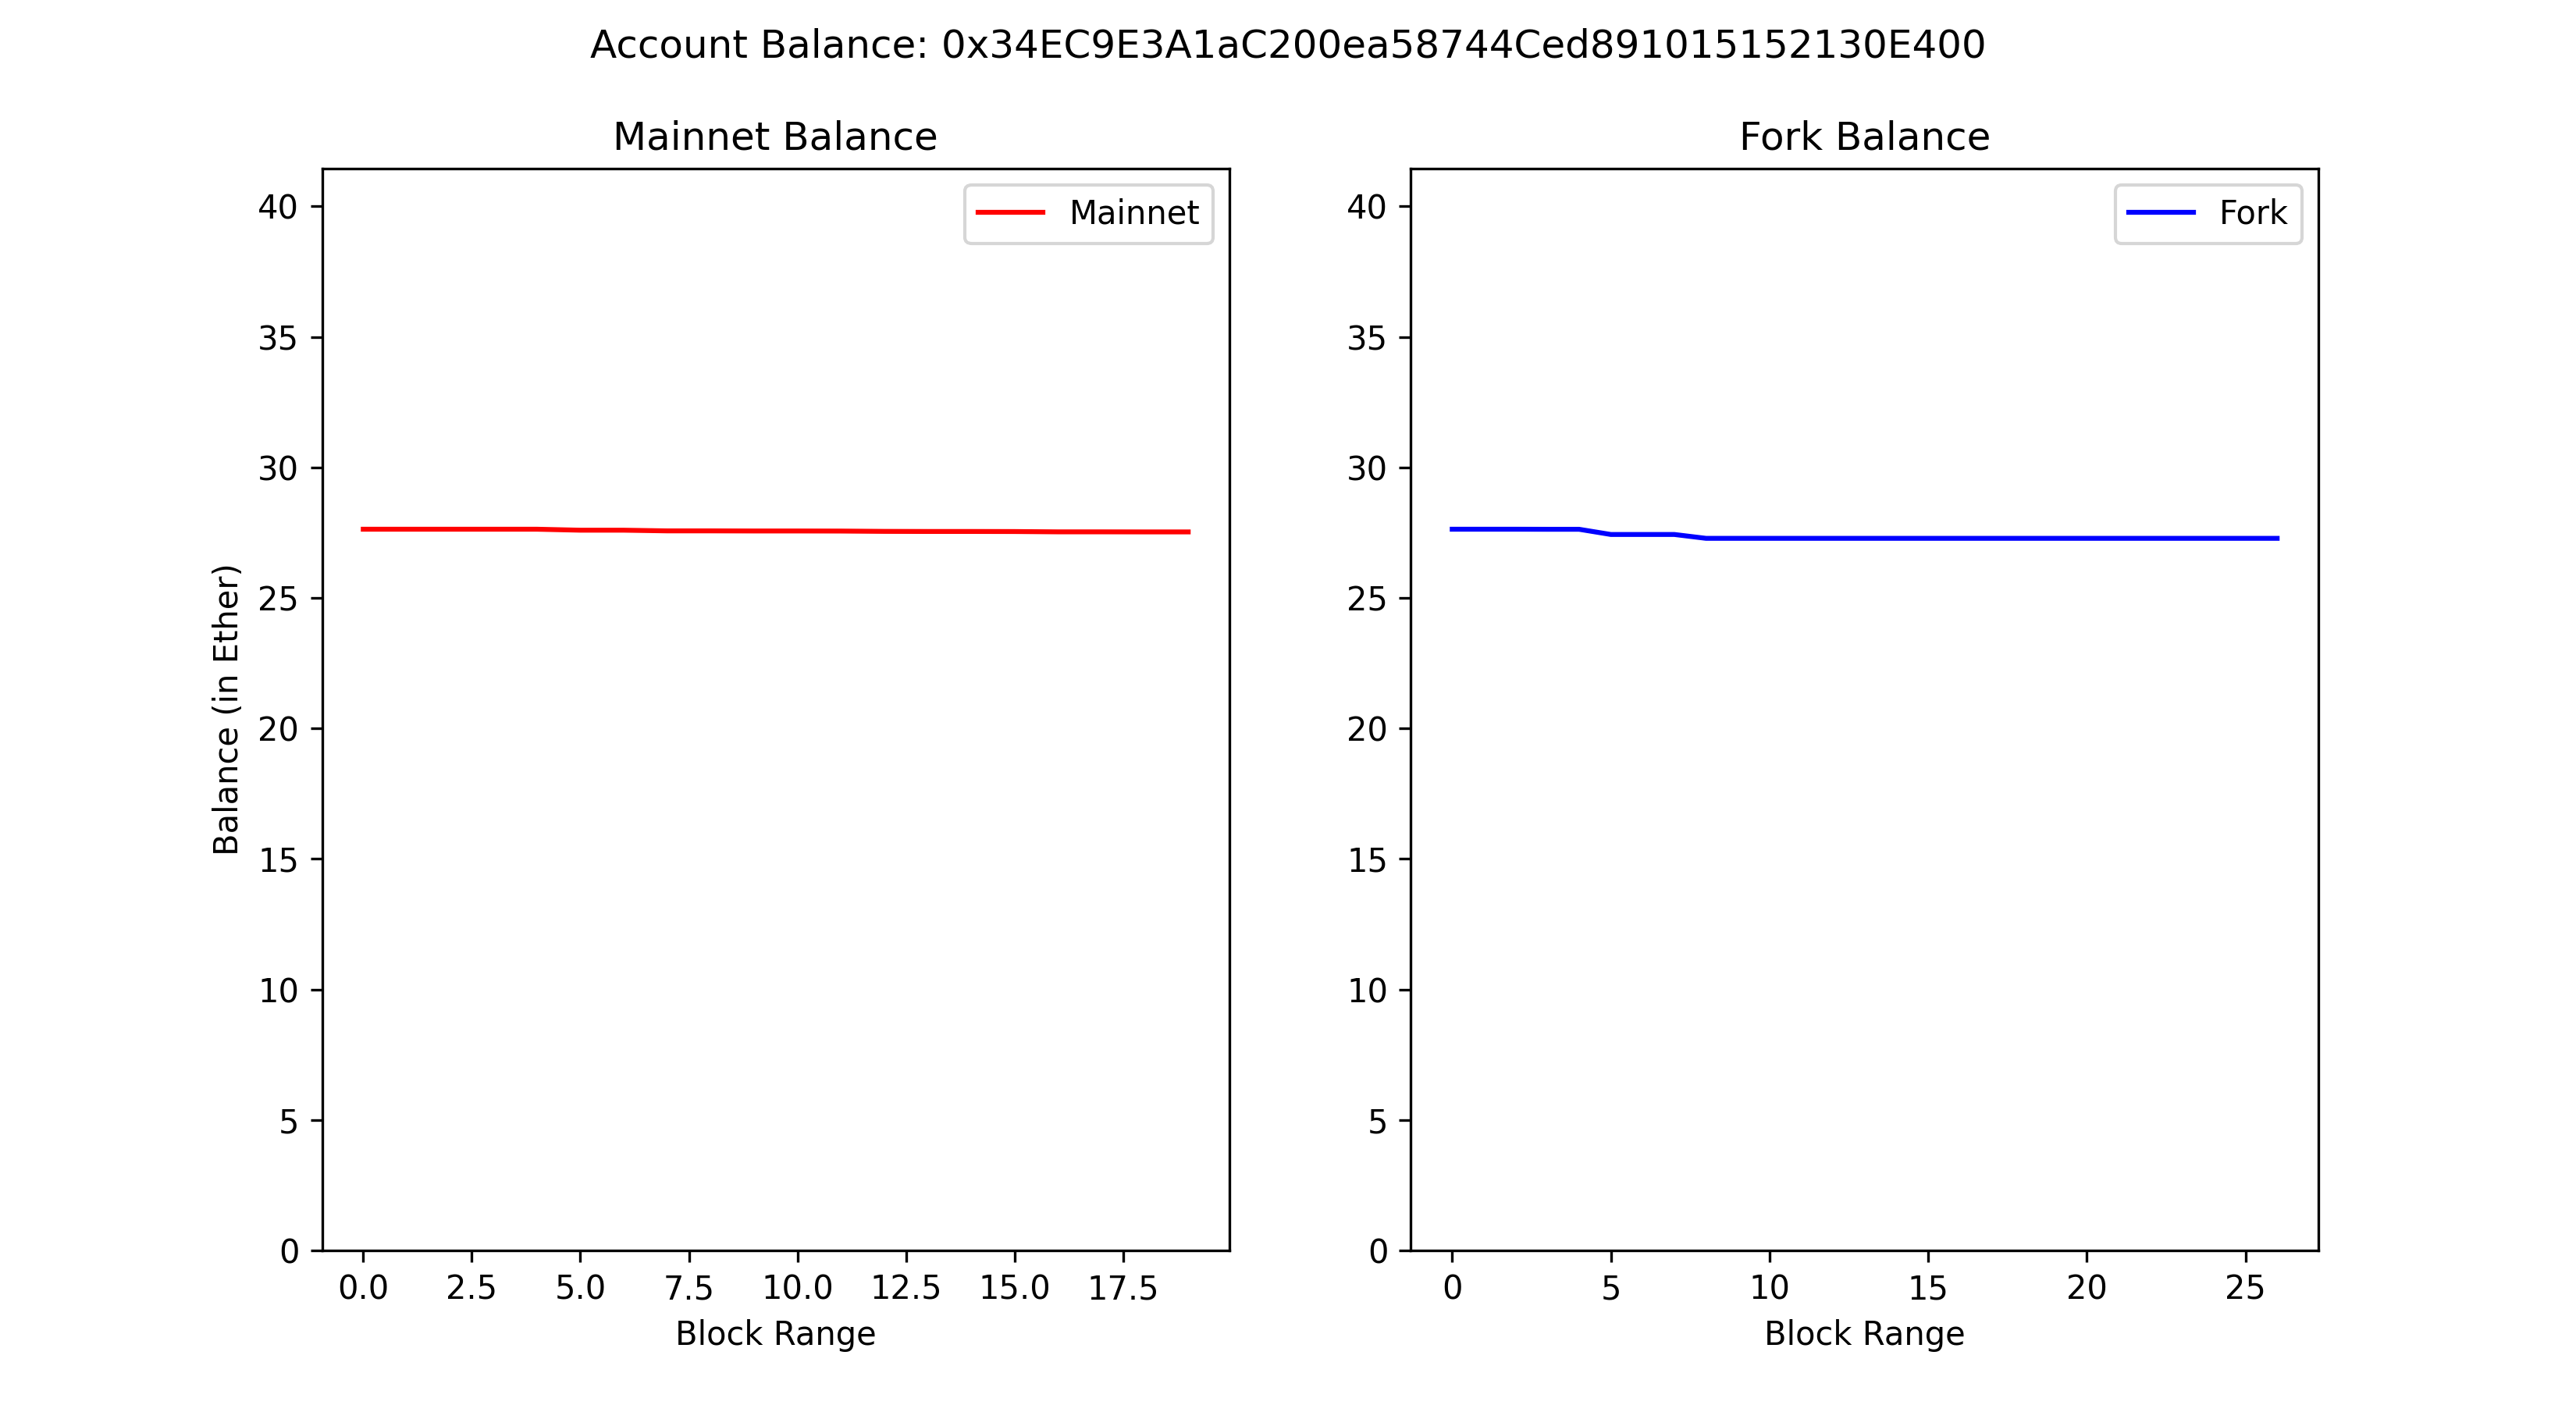 Account Balance: 0x34EC9E3A1aC200ea58744Ced891015152130E400
Mainnet Balance
Mainnet
Balance (in Ether)
40
35
30
25
20
15
10
5
0
0.0 2.5 5.0 7.5 10.0 12.5 15.0 17.5
Block Range
Fork Balance
Fork
40
35
30
25
20
15
10
5
0
0 5 10 15 20 25
Block Range